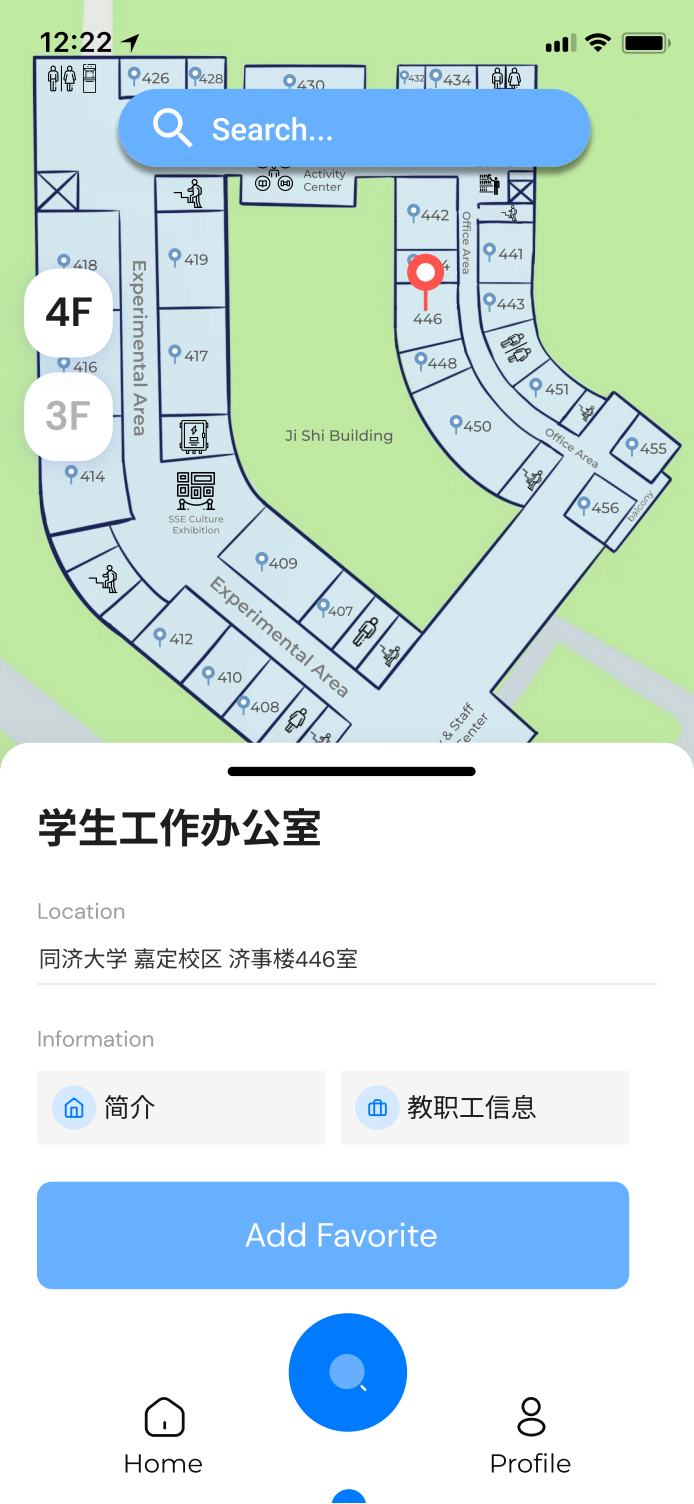 12:22
426
428
430
432
434
Search...
Activity
Center
442
Office Area
441
418
419
4F
443
446
Experimental Area
416
417
448
451
3F
Ji Shi Building
450
Office Area
455
414
456
balcony
SSE Culture
Exhibition
409
Experimental Area
407
412
410
408
& Staff
学生工作办公室
Location
同济大学 嘉定校区 济事楼446室
Information
简介
教职工信息
Add Favorite
Home
Profile